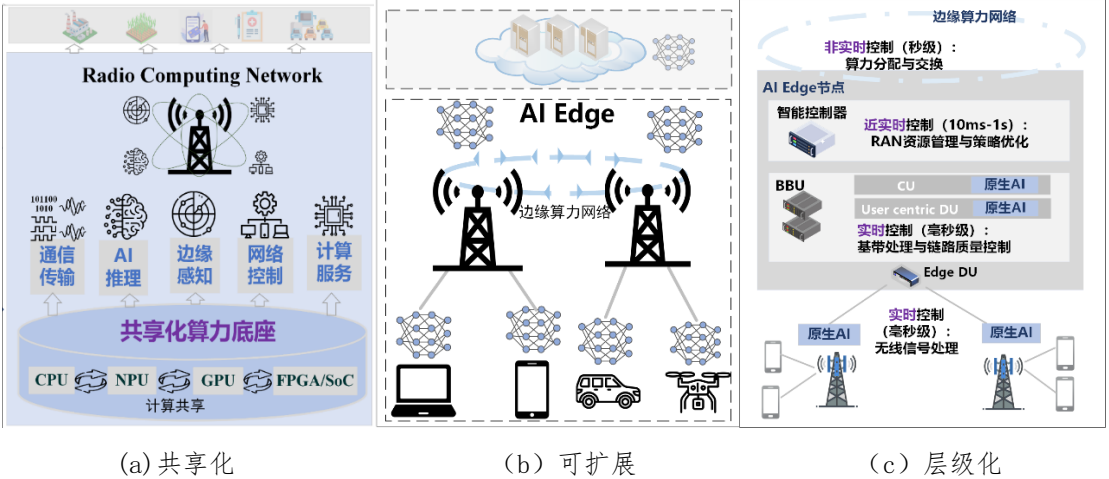 Radio Computing Network
101100
1010
通信
传输
AI
推理
边缘
感知
网络
控制
计算
服务
共享化算力底座
CPU
NPU
GPU
FPGA/SoC
计算共享
(a)共享化
AI Edge
边缘算力网络
（b）可扩展
边缘算力网络
非实时控制（秒级）：
算力分配与交换
AI Edge节点
智能控制器
近实时控制（10ms-1s）：
RAN资源管理与策略优化
BBU
CU
原生AI
User centric DU
原生AI
实时控制（毫秒级）：
基带处理与链路质量控制
Edge DU
实时控制
（毫秒级）：
无线信号处理
原生AI
原生AI
（c）层级化